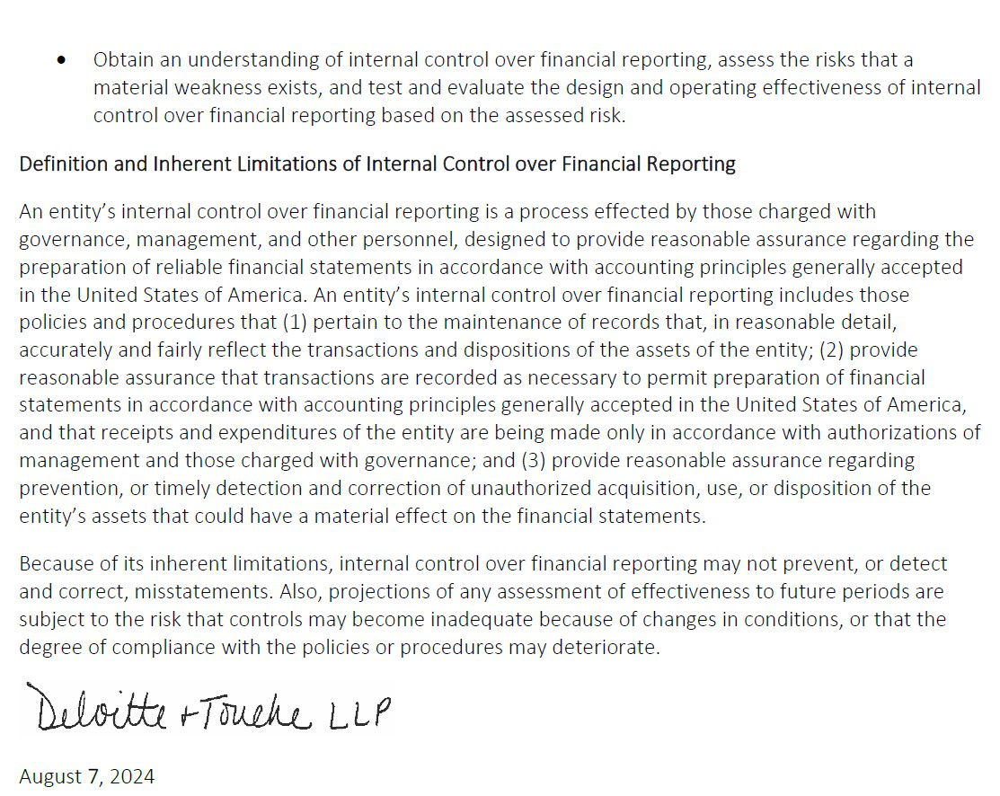 • Obtain an understanding of internal control over financial reporting, assess the risks that a
material weakness exists, and test and evaluate the design and operating effectiveness of internal
control over financial reporting based on the assessed risk.
Definition and Inherent Limitations of Internal Control over Financial Reporting
An entity’s internal control over financial reporting is a process effected by those charged with
governance, management, and other personnel, designed to provide reasonable assurance regarding the
preparation of reliable financial statements in accordance with accounting principles generally accepted
in the United States of America. An entity’s internal control over financial reporting includes those
policies and procedures that (1) pertain to the maintenance of records that, in reasonable detail,
accurately and fairly reflect the transactions and dispositions of the assets of the entity; (2) provide
reasonable assurance that transactions are recorded as necessary to permit preparation of financial
statements in accordance with accounting principles generally accepted in the United States of America,
and that receipts and expenditures of the entity are being made only in accordance with authorizations of
management and those charged with governance; and (3) provide reasonable assurance regarding
prevention, or timely detection and correction of unauthorized acquisition, use, or disposition of the
entity’s assets that could have a material effect on the financial statements.
Because of its inherent limitations, internal control over financial reporting may not prevent, or detect
and correct, misstatements. Also, projections of any assessment of effectiveness to future periods are
subject to the risk that controls may become inadequate because of changes in conditions, or that the
degree of compliance with the policies or procedures may deteriorate.
Deloitte + Touche LLP
August 7, 2024